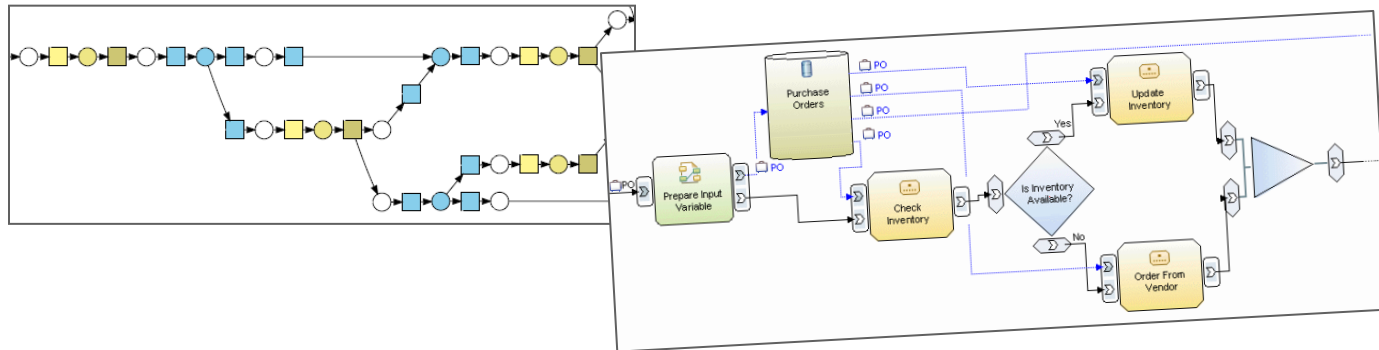 PO
Prepare Input
Variable
PO
Purchase
Orders
PO
PO
PO
PO
Check
Inventory
Is Inventory
Available?
Yes
No
Update
Inventory
Order From
Vendor